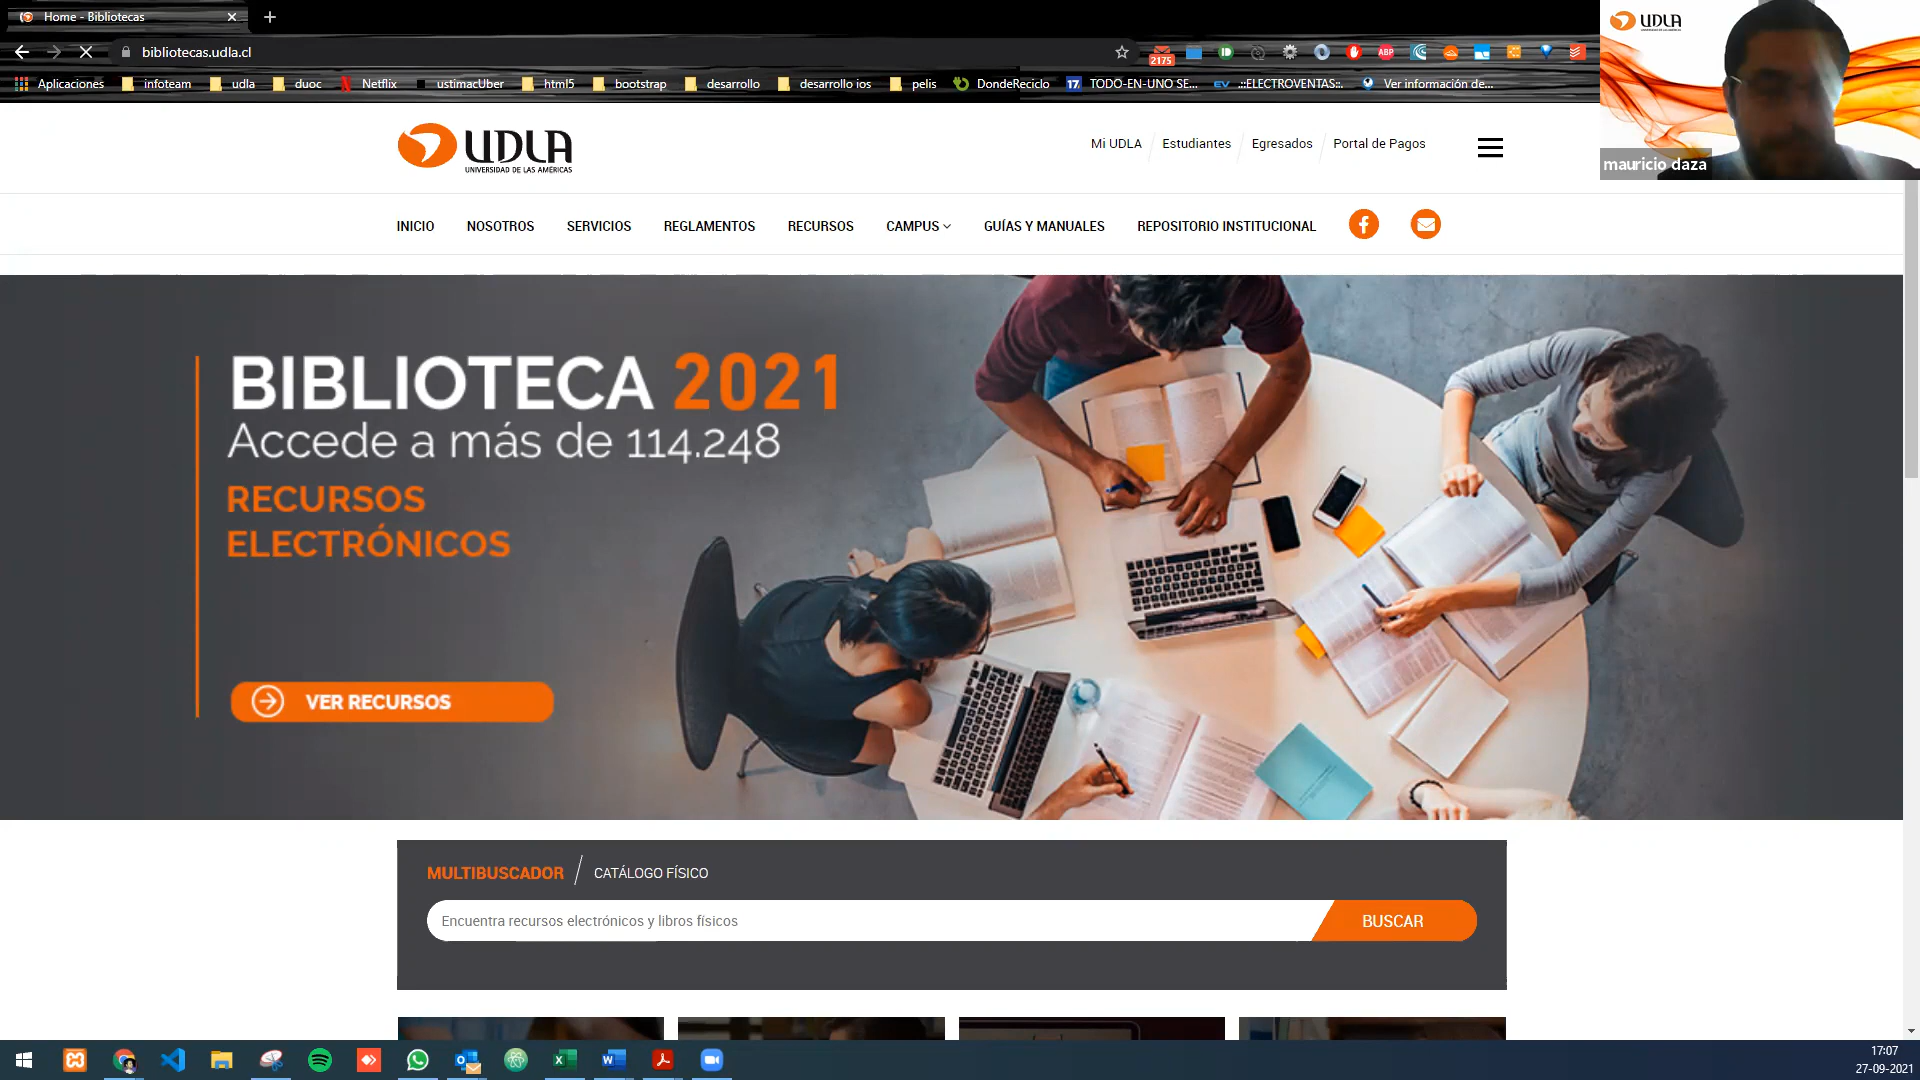 Home - Bibliotecas
bibliotecas.udla.cl
2175
ABP
Aplicaciones
infoteam
udla
duoc
Netflix
ustimacUber
html5
bootstrap
desarrollo
desarrollo ios
pelis
DondeReciclo
17
TODO-EN-UNO SE...
EV
.::ELECTROVENTAS::.
Ver información de...
UDLA
mauricio daza
UDLA
UNIVERSIDAD DE LAS AMÉRICAS
Mi UDLA
Estudiantes
Egresados
Portal de Pagos
INICIO
NOSOTROS
SERVICIOS
REGLAMENTOS
RECURSOS
CAMPUS
GUÍAS Y MANUALES
REPOSITORIO INSTITUCIONAL
BIBLIOTECA 2021
Accede a más de 114.248
RECURSOS
ELECTRÓNICOS
VER RECURSOS
MULTIBUSCADOR
CATÁLOGO FÍSICO
Encuentra recursos electrónicos y libros físicos
BUSCAR
17:07
27-09-2021